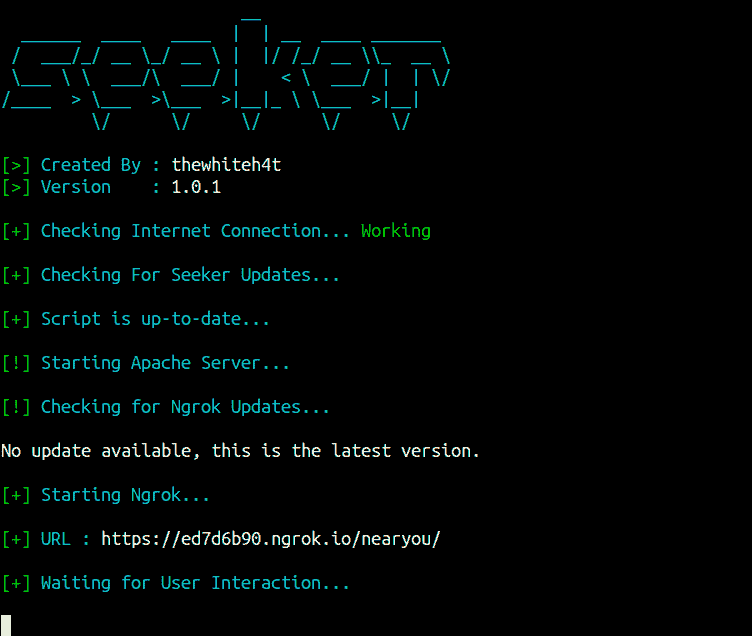 seeker
[>] Created By : thewhiteh4t
[>] Version    : 1.0.1
[+] Checking Internet Connection... Working
[+] Checking For Seeker Updates...
[+] Script is up-to-date...
[!] Starting Apache Server...
[!] Checking for Ngrok Updates...
No update available, this is the latest version.
[+] Starting Ngrok...
[+] URL : https://ed7d6b90.ngrok.io/nearyou/
[+] Waiting for User Interaction...